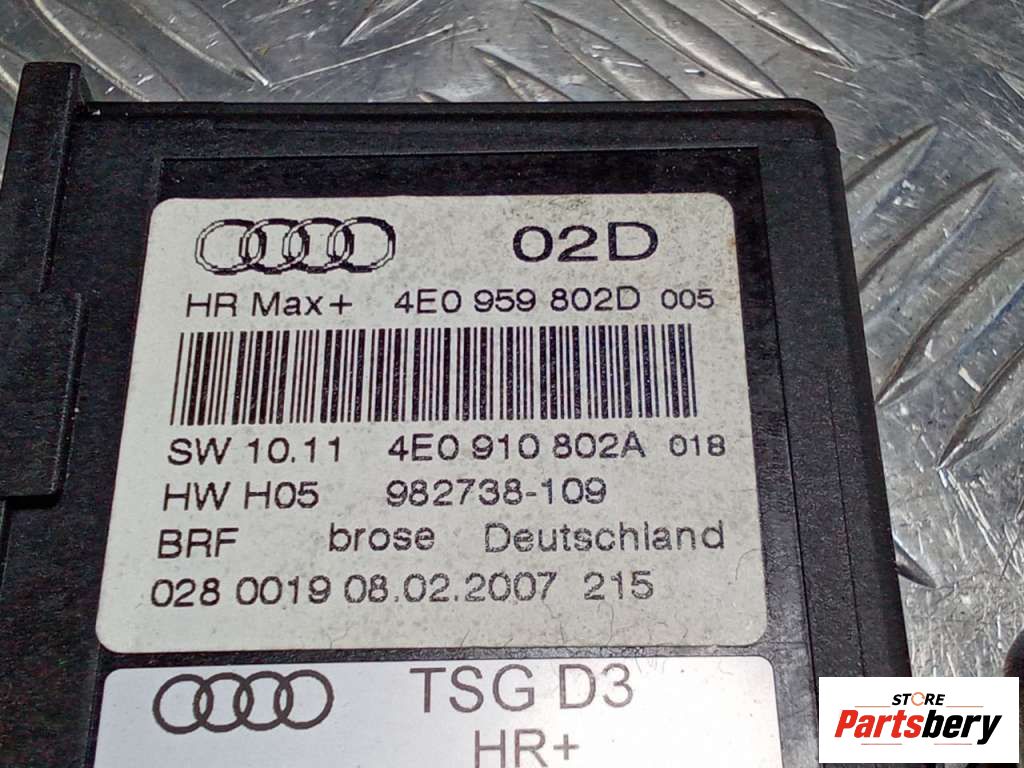 02D
HR Max+ 4E0 959 802D 005
SW 10.11 4E0 910 802A 018
HW H05 982738-109
BRF brose Deutschland
028 0019 08.02.2007 215
TSG D3
HR+
STORE
Partsbery